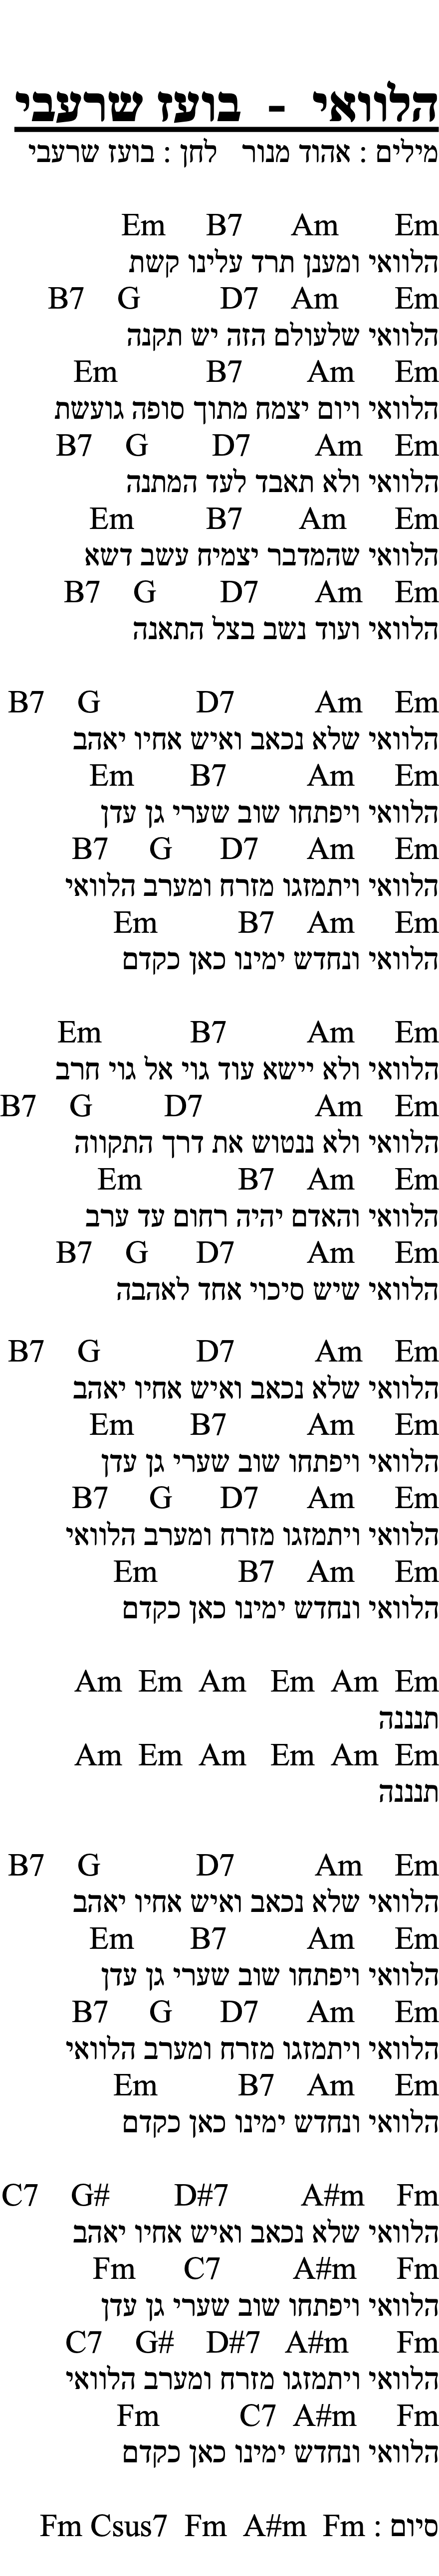 הלוואי - בועז שרעבי
מילים : אהוד מנור   לחן : בועז שרעבי
Em B7 Am Em
הלוואי ומענן תרד עלינו קשת
B7 G D7 Am Em
הלוואי שלעולם הזה יש תקנה
Em B7 Am Em
הלוואי ויום יצמח מתוך סופה גועשת
B7 G D7 Am Em
הלוואי ולא תאבד לעד המתנה
Em B7 Am Em
הלוואי שהמדבר יצמיח עשב דשא
B7 G D7 Am Em
הלוואי ועוד נשב בצל התאנה
B7 G D7 Am Em
הלוואי שלא נכאב ואיש אחיו יאהב
Em B7 Am Em
הלוואי ויפתחו שוב שערי גן עדן
B7 G D7 Am Em
הלוואי ויתמזגו מזרח ומערב הלוואי
Em B7 Am Em
הלוואי ונחדש ימינו כאן כקדם
Em B7 Am Em
הלוואי ולא יישא עוד גוי אל גוי חרב
B7 G D7 Am Em
הלוואי ולא ננטוש את דרך התקווה
Em B7 Am Em
הלוואי והאדם יהיה רחום עד ערב
B7 G D7 Am Em
הלוואי שיש סיכוי אחד לאהבה
B7 G D7 Am Em
הלוואי שלא נכאב ואיש אחיו יאהב
Em B7 Am Em
הלוואי ויפתחו שוב שערי גן עדן
B7 G D7 Am Em
הלוואי ויתמזגו מזרח ומערב הלוואי
Em B7 Am Em
הלוואי ונחדש ימינו כאן כקדם
Am Em Am Em Am Em
תנננה
Am Em Am Em Am Em
תנננה
B7 G D7 Am Em
הלוואי שלא נכאב ואיש אחיו יאהב
Em B7 Am Em
הלוואי ויפתחו שוב שערי גן עדן
B7 G D7 Am Em
הלוואי ויתמזגו מזרח ומערב הלוואי
Em B7 Am Em
הלוואי ונחדש ימינו כאן כקדם
C7 G# D#7 A#m Fm
הלוואי שלא נכאב ואיש אחיו יאהב
Fm C7 A#m Fm
הלוואי ויפתחו שוב שערי גן עדן
C7 G# D#7 A#m Fm
הלוואי ויתמזגו מזרח ומערב הלוואי
Fm C7 A#m Fm
הלוואי ונחדש ימינו כאן כקדם
סיום : Fm Csus7 Fm A#m Fm